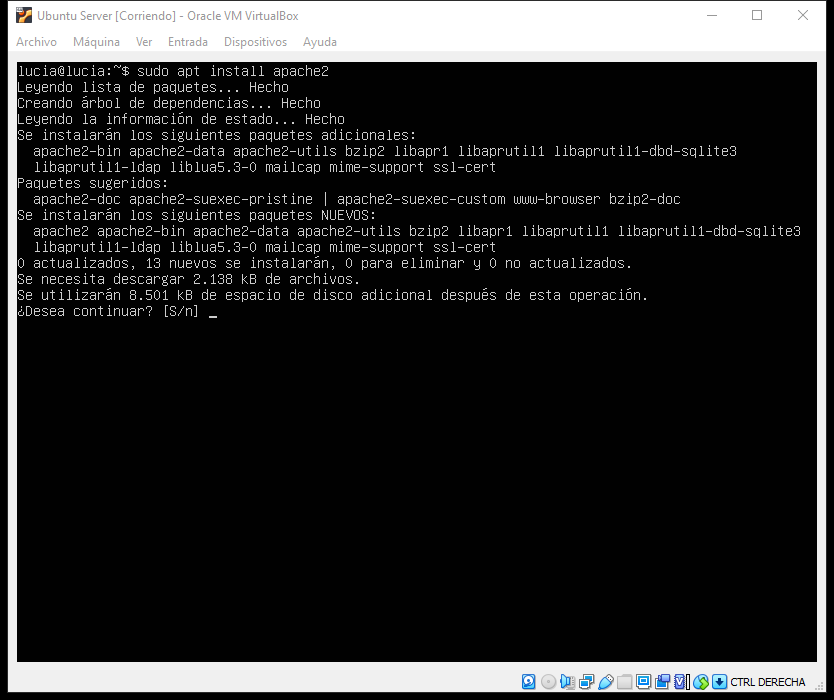 Ubuntu Server [Corriendo] - Oracle VM VirtualBox
Archivo Máquina Ver Entrada Dispositivos Ayuda
lucia@lucia:~$ sudo apt install apache2
Leyendo lista de paquetes... Hecho
Creando árbol de dependencias... Hecho
Leyendo la información de estado... Hecho
Se instalarán los siguientes paquetes adicionales:
  apache2-bin apache2-data apache2-utils bzip2 libapr1 libaprutil1 libaprutil1-dbd-sqlite3
  libaprutil1-ldap liblua5.3-0 mailcap mime-support ssl-cert
Paquetes sugeridos:
  apache2-doc apache2-suexec-pristine | apache2-suexec-custom www-browser bzip2-doc
Se instalarán los siguientes paquetes NUEVOS:
  apache2 apache2-bin apache2-data apache2-utils bzip2 libapr1 libaprutil1 libaprutil1-dbd-sqlite3
  libaprutil1-ldap liblua5.3-0 mailcap mime-support ssl-cert
0 actualizados, 13 nuevos se instalarán, 0 para eliminar y 0 no actualizados.
Se necesita descargar 2.138 kB de archivos.
Se utilizarán 8.501 kB de espacio de disco adicional después de esta operación.
¿Desea continuar? [S/n] _
CTRL DERECHA